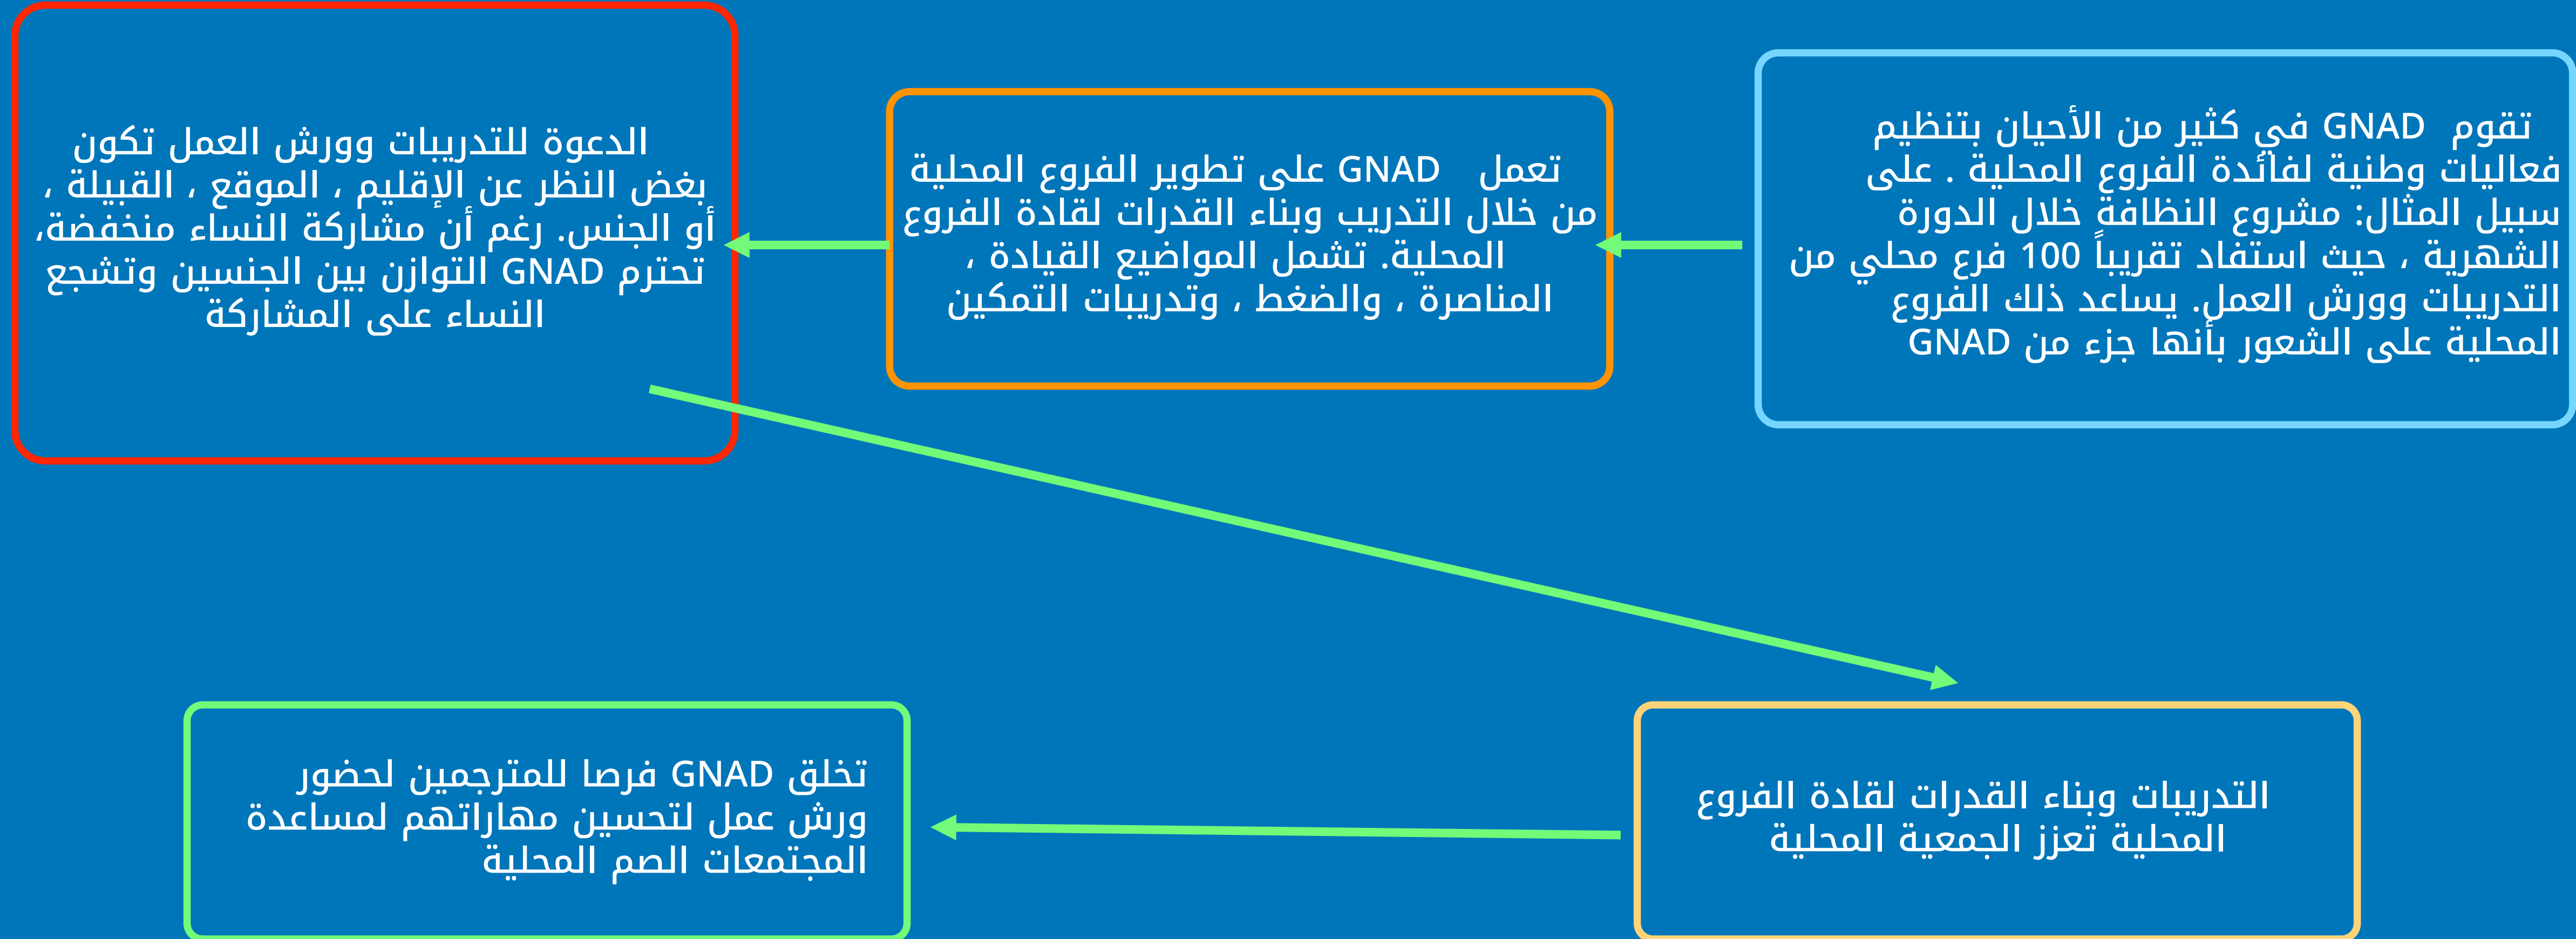 تقوم GNAD في كثير من الأحيان بتنظيم
فعاليات وطنية لفائدة الفروع المحلية . على
سبيل المثال: مشروع النظافة خلال الدورة
الشهرية ، حيث استفاد تقريباً 100 فرع محلي من
التدريبات وورش العمل. يساعد ذلك الفروع
المحلية على الشعور بأنها جزء من GNAD
تعمل GNAD على تطوير الفروع المحلية
من خلال التدريب وبناء القدرات لقادة الفروع
المحلية. تشمل المواضيع القيادة ،
المناصرة ، والضغط ، وتدريبات التمكين
الدعوة للتدريبات وورش العمل تكون
بغض النظر عن الإقليم ، الموقع ، القبيلة ،
أو الجنس. رغم أن مشاركة النساء منخفضة،
تحترم GNAD التوازن بين الجنسين وتشجع
النساء على المشاركة
التدريبات وبناء القدرات لقادة الفروع
المحلية تعزز الجمعية المحلية
تخلق GNAD فرصا للمترجمين لحضور
ورش عمل لتحسين مهاراتهم لمساعدة
المجتمعات الصم المحلية